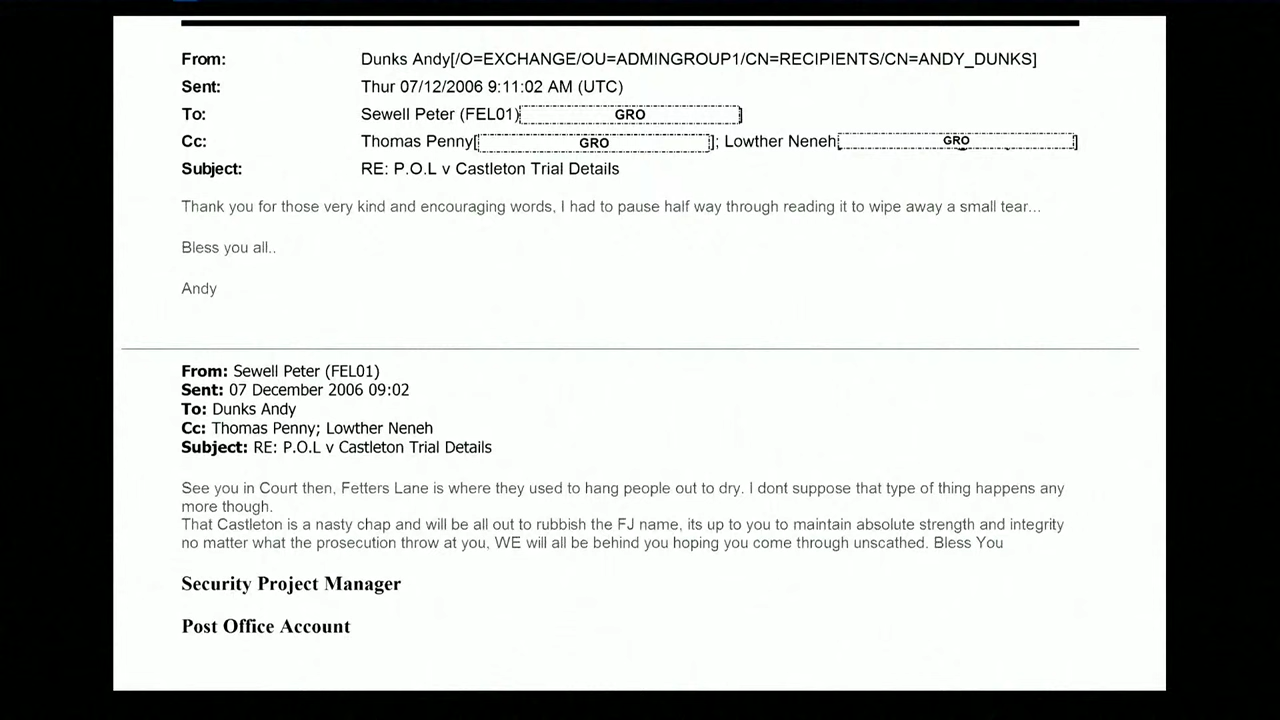 From: Dunks Andy[/O=EXCHANGE/OU=ADMINGROUP1/CN=RECIPIENTS/CN=ANDY_DUNKS]
Sent: Thur 07/12/2006 9:11:02 AM (UTC)
To: Sewell Peter (FEL01)[GRO]
Cc: Thomas Penny[GRO]; Lowther Neneh[GRO]
Subject: RE: P.O.L v Castleton Trial Details
Thank you for those very kind and encouraging words, I had to pause half way through reading it to wipe away a small tear...
Bless you all..
Andy
From: Sewell Peter (FEL01)
Sent: 07 December 2006 09:02
To: Dunks Andy
Cc: Thomas Penny; Lowther Neneh
Subject: RE: P.O.L v Castleton Trial Details
See you in Court then, Fetters Lane is where they used to hang people out to dry. I dont suppose that type of thing happens any
more though.
That Castleton is a nasty chap and will be all out to rubbish the FJ name, its up to you to maintain absolute strength and integrity
no matter what the prosecution throw at you, WE will all be behind you hoping you come through unscathed. Bless You
Security Project Manager
Post Office Account